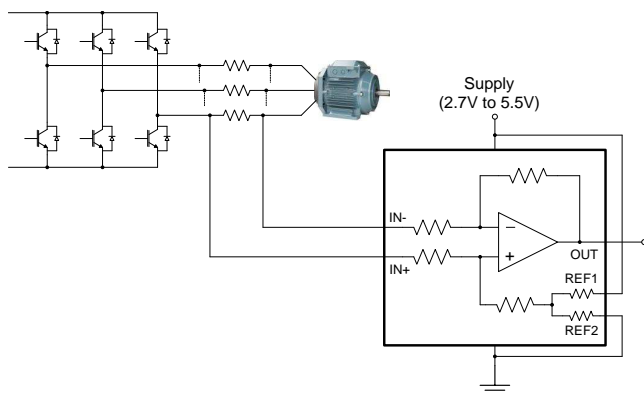 Supply
(2.7V to 5.5V)
IN-
IN+
−
+
OUT
REF1
REF2